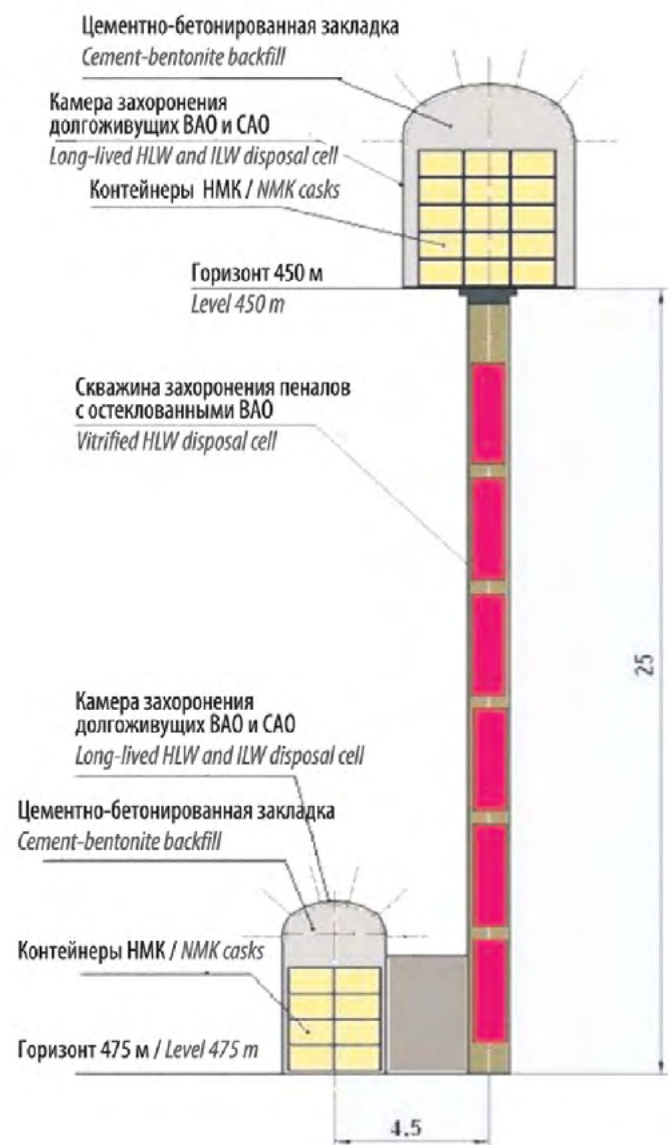 Цементно-бетонированная закладка
Cement-bentonite backfill
Камера захоронения
долгоживущих ВАО и САО
Long-lived HLW and ILW disposal cell
Контейнеры НМК / NMK casks
Горизонт 450 м
Level 450 m
Скважина захоронения пеналов
с остеклованными ВАО
Vitrified HLW disposal cell
25
Камера захоронения
долгоживущих ВАО и САО
Long-lived HLW and ILW disposal cell
Цементно-бетонированная закладка
Cement-bentonite backfill
Контейнеры НМК / NMK casks
Горизонт 475 м / Level 475 m
4.5